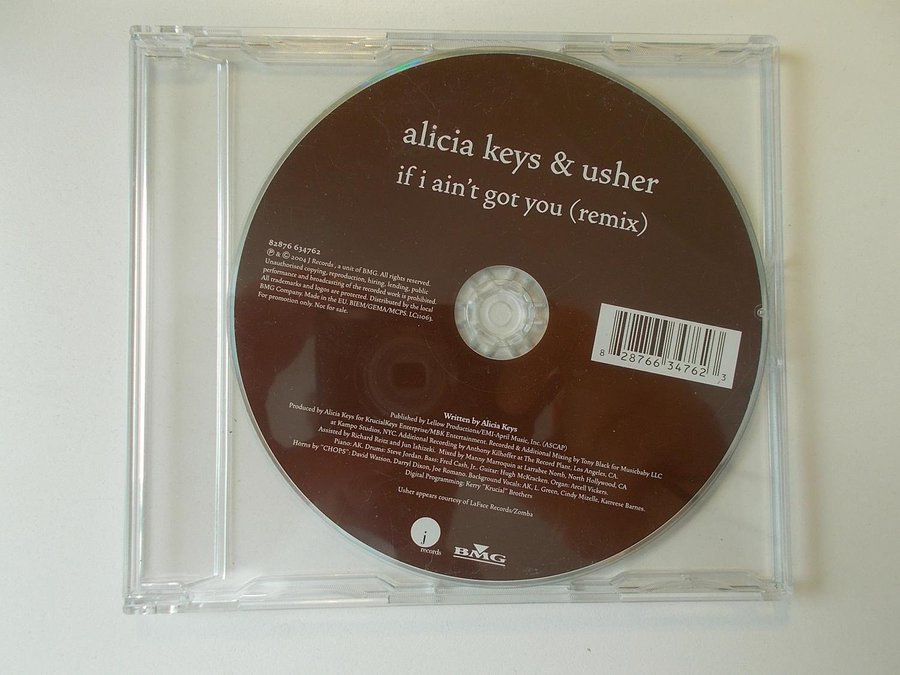 alicia keys & usher
if i ain't got you (remix)
82876 634762
℗ & © 2004 J Records, a unit of BMG. All rights reserved.
Unauthorised copying, reproduction, hiring, lending, public
performance and broadcasting of the recorded work is prohibited.
All trademarks and logos are protected. Distributed by the local
BMG Company. Made in the EU. BIEM/GEMA/MCPS. LC11063.
For promotion only. Not for sale.
8 28766 34762 3
Written by Alicia Keys
Published by Lellow Productions/EMI-April Music, Inc. (ASCAP)
Produced by Alicia Keys for KrucialKeys Enterprise/MBK Entertainment. Recorded & Additional Mixing by Tony Black for Musicbaby LLC
at Kampo Studios, NYC. Additional Recording by Anthony Kilhoffer at The Record Plant, Los Angeles, CA.
Assisted by Richard Reitz and Jun Ishizeki. Mixed by Manny Marroquin at Larrabee North, North Hollywood, CA
Piano: AK. Drums: Steve Jordan. Bass: Fred Cash, Jr. Guitar: Hugh McCracken. Organ: Arcell Vickers.
Horns by "CHOPS": David Watson, Darryl Dixon, Joe Romano. Background Vocals: AK, L. Green, Cindy Mizelle, Katreese Barnes.
Digital Programming: Kerry "Krucial" Brothers
Usher appears courtesy of LaFace Records/Zomba
j
records
BMG